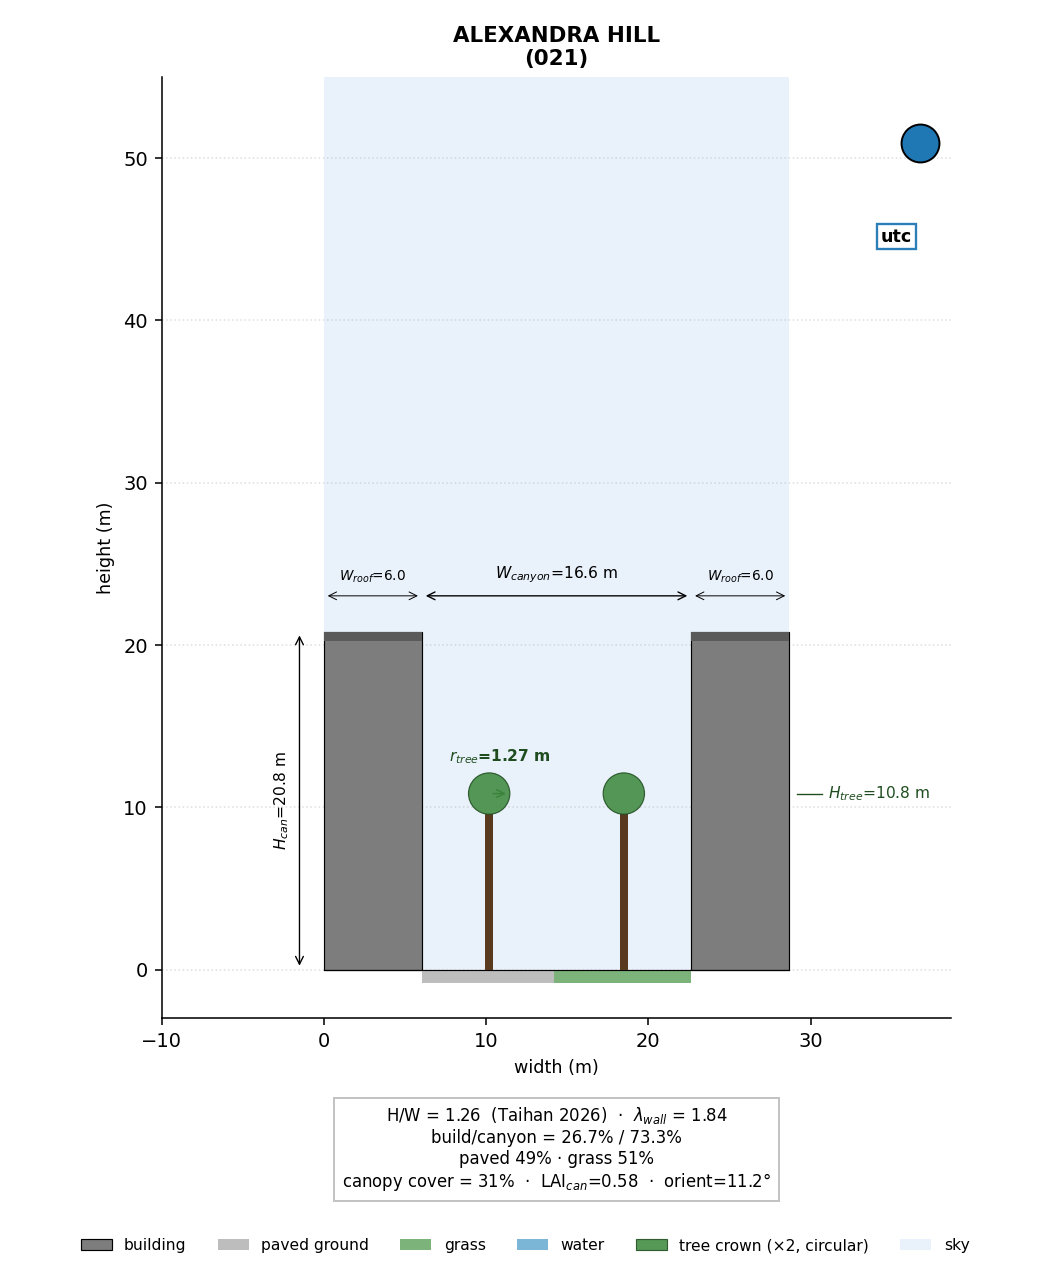 ALEXANDRA HILL
(021)
50
40
30
20
10
0
height (m)
utc
W_roof=6.0
W_canyon=16.6 m
W_roof=6.0
H_can=20.8 m
r_tree=1.27 m
H_tree=10.8 m
−10
0
10
20
30
width (m)
H/W = 1.26 (Taihan 2026) · λ_wall = 1.84
build/canyon = 26.7% / 73.3%
paved 49% · grass 51%
canopy cover = 31% · LAI_can=0.58 · orient=11.2°
building
paved ground
grass
water
tree crown (×2, circular)
sky